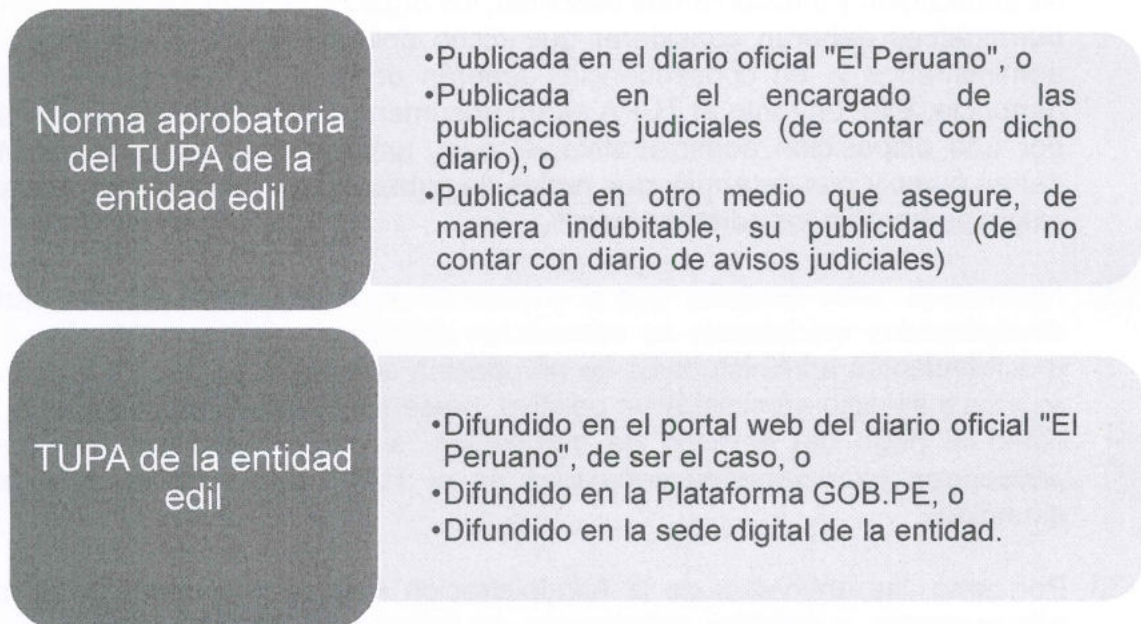 Norma aprobatoria
del TUPA de la
entidad edil
•Publicada en el diario oficial "El Peruano", o
•Publicada en el encargado de las
publicaciones judiciales (de contar con dicho
diario), o
•Publicada en otro medio que asegure, de
manera indubitable, su publicidad (de no
contar con diario de avisos judiciales)
TUPA de la entidad
edil
•Difundido en el portal web del diario oficial "El
Peruano", de ser el caso, o
•Difundido en la Plataforma GOB.PE, o
•Difundido en la sede digital de la entidad.